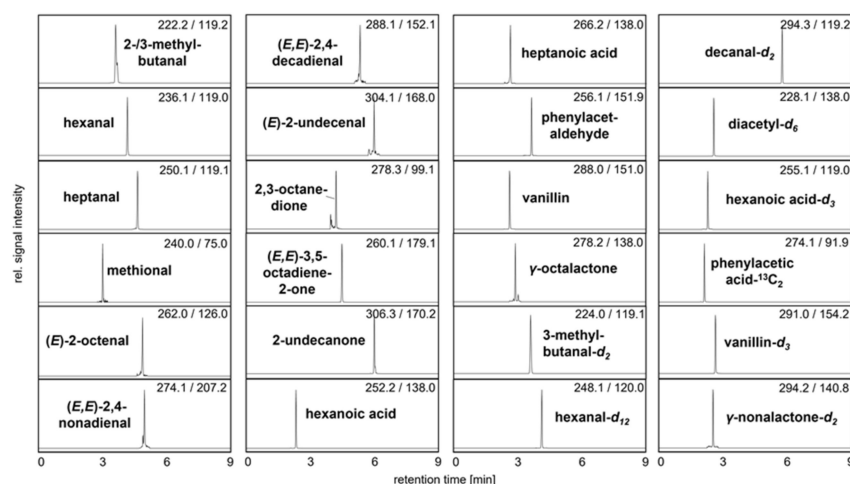 222.2 / 119.2
2-/3-methyl-
butanal
236.1 / 119.0
hexanal
250.1 / 119.1
heptanal
240.0 / 75.0
methional
262.0 / 126.0
(E)-2-octenal
274.1 / 207.2
(E,E)-2,4-
nonadienal
288.1 / 152.1
(E,E)-2,4-
decadienal
304.1 / 168.0
(E)-2-undecenal
278.3 / 99.1
2,3-octane-
dione
260.1 / 179.1
(E,E)-3,5-
octadiene-
2-one
306.3 / 170.2
2-undecanone
252.2 / 138.0
hexanoic acid
266.2 / 138.0
heptanoic acid
256.1 / 151.9
phenylacet-
aldehyde
288.0 / 151.0
vanillin
278.2 / 138.0
γ-octalactone
224.0 / 119.1
3-methyl-
butanal-d2
248.1 / 120.0
hexanal-d12
294.3 / 119.2
decanal-d2
228.1 / 138.0
diacetyl-d6
255.1 / 119.0
hexanoic acid-d3
274.1 / 91.9
phenylacetic
acid-¹³C2
291.0 / 154.2
vanillin-d3
294.2 / 140.8
γ-nonalactone-d2
0 3 6 9
0 3 6 9
0 3 6 9
0 3 6 9
rel. signal intensity
retention time [min]